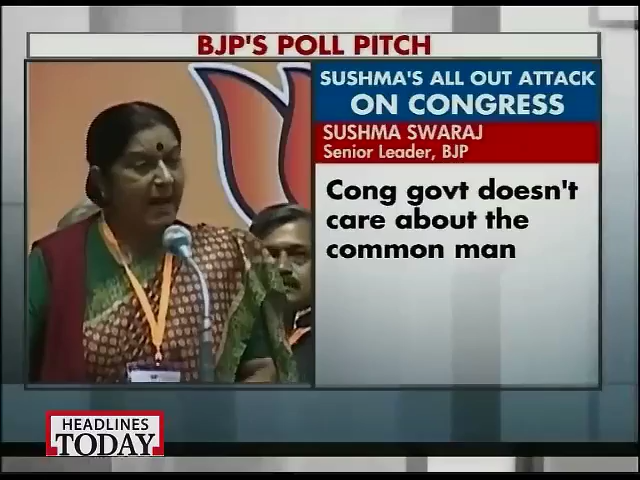 BJP'S POLL PITCH
SUSHMA'S ALL OUT ATTACK
ON CONGRESS
SUSHMA SWARAJ
Senior Leader, BJP
Cong govt doesn't
care about the
common man
HEADLINES
TODAY